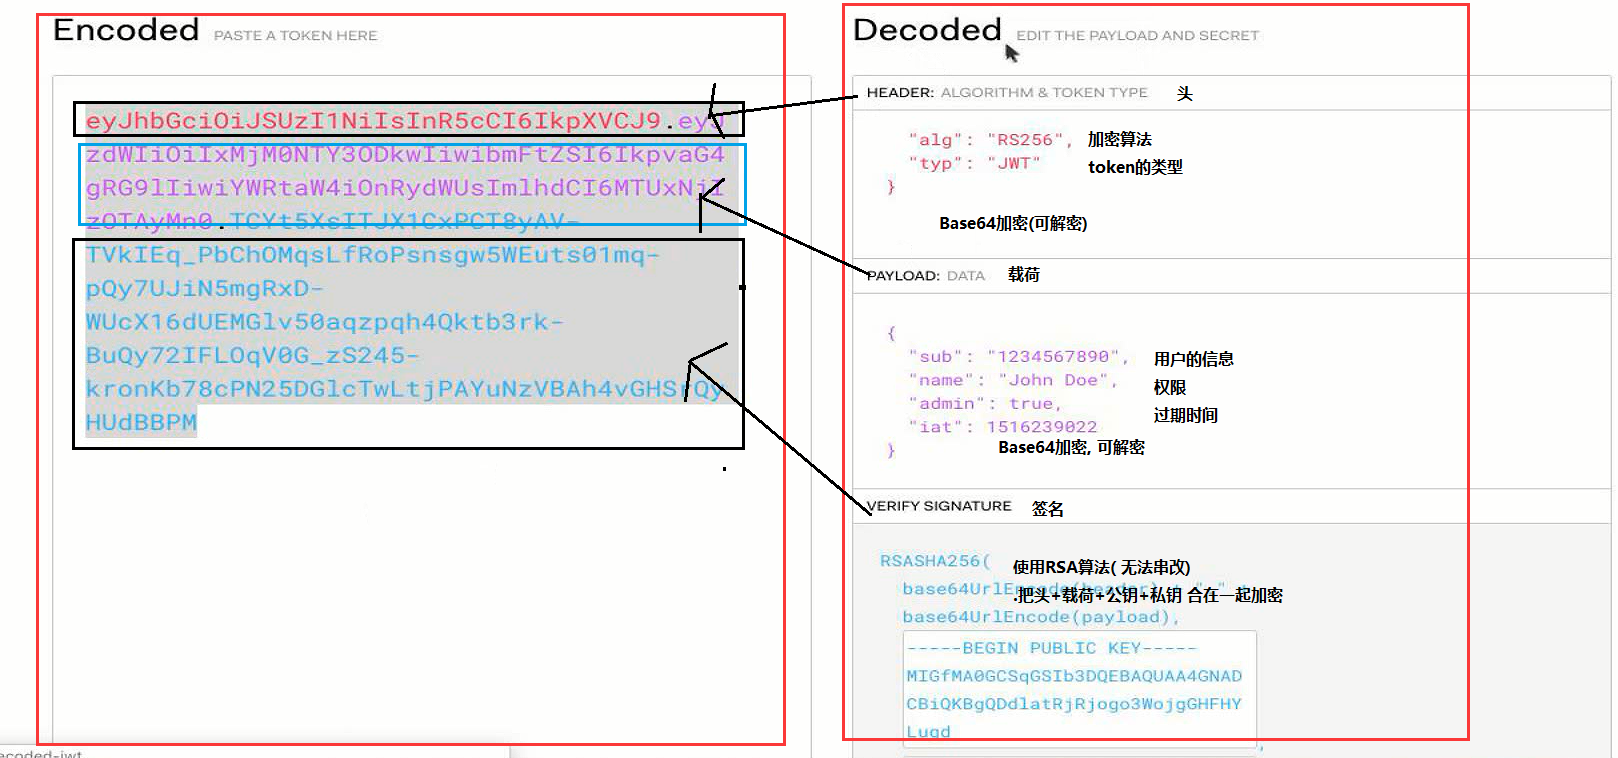 Encoded PASTE A TOKEN HERE
eyJhbGciOiJSUzI1NiIsInR5cCI6IkpXVCJ9.eyJ
zdWIiOiIxMjM0NTY3ODkwIiwibmFtZSI6IkpvaG4
gRG9lIiwiYWRtaW4iOnRydWUsImlhdCI6MTUxNjI
zOTAyMn0.TCYt5XsITJX1CxPCT8yAV-
TVkIEq_PbChOMqsLfRoPsnsgw5WEuts01mq-
pQy7UJiN5mgRxD-
WUcX16dUEMGlv50aqzpqh4Qktb3rk-
BuQy72IFLOqV0G_zS245-
kronKb78cPN25DGlcTwLtjPAYuNzVBAh4vGHSrQy
HUdBBPM
Decoded EDIT THE PAYLOAD AND SECRET
HEADER: ALGORITHM & TOKEN TYPE 头
"alg": "RS256", 加密算法
"typ": "JWT" token的类型
}
Base64加密(可解密)
PAYLOAD: DATA 载荷
{
"sub": "1234567890", 用户的信息
"name": "John Doe", 权限
"admin": true, 过期时间
"iat": 1516239022
} Base64加密, 可解密
VERIFY SIGNATURE 签名
RSASHA256( 使用RSA算法( 无法串改)
base64UrlEncode(header) + "." +
.把头+载荷+公钥+私钥 合在一起加密
base64UrlEncode(payload),
-----BEGIN PUBLIC KEY-----
MIGfMA0GCSqGSIb3DQEBAQUAA4GNAD
CBiQKBgQDdlatRjRjogo3WojgGHFHY
Lugd
,
ecoded-jwt